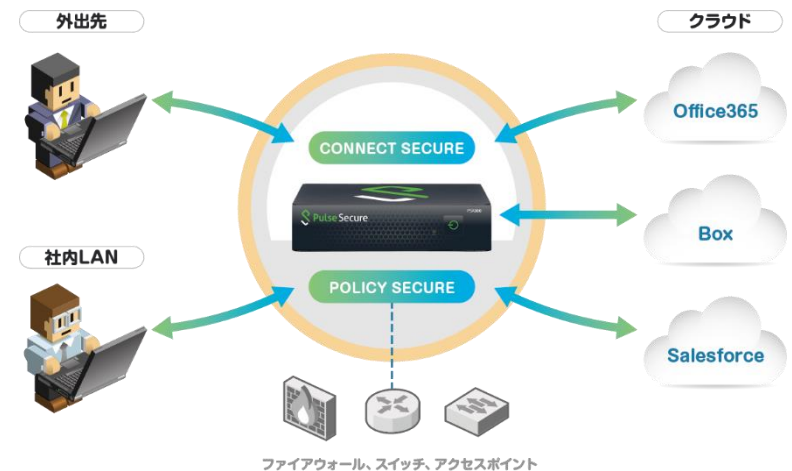 外出先
クラウド
Office365
CONNECT SECURE
Pulse Secure
Box
社内LAN
POLICY SECURE
Salesforce
ファイアウォール、スイッチ、アクセスポイント